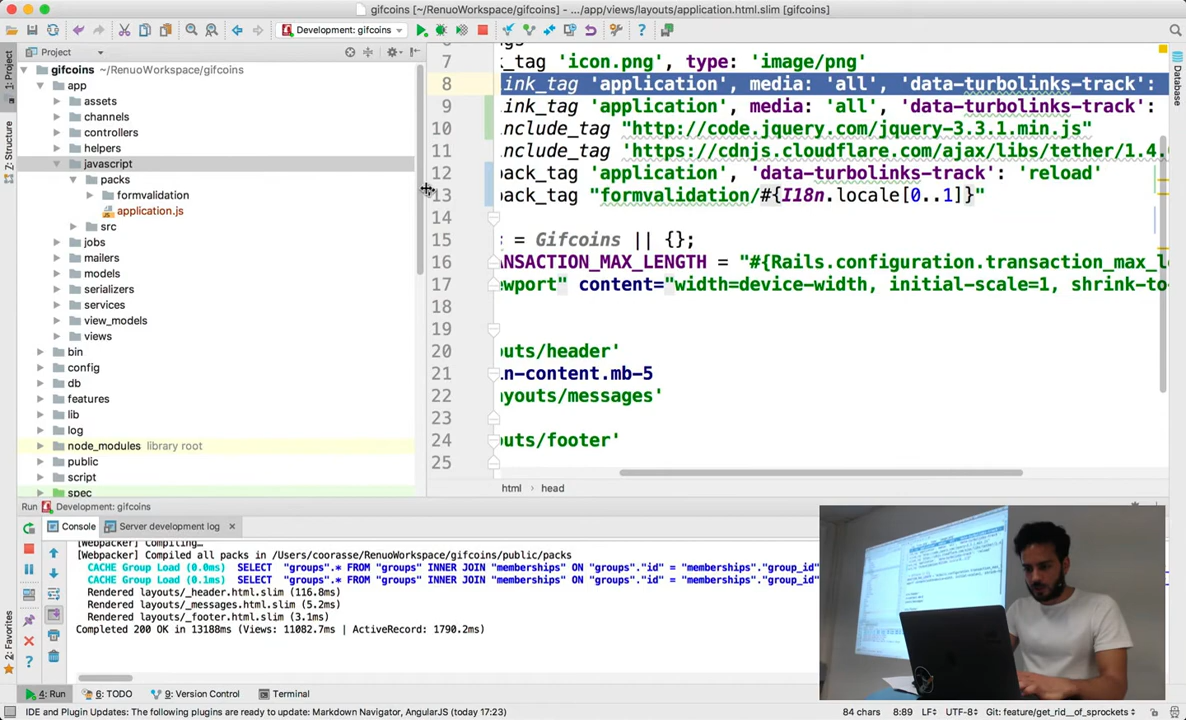 gifcoins [~/RenuoWorkspace/gifcoins] - .../app/views/layouts/application.html.slim [gifcoins]
Development: gifcoins
Project
gifcoins ~/RenuoWorkspace/gifcoins
app
assets
channels
controllers
helpers
javascript
packs
formvalidation
application.js
src
jobs
mailers
models
serializers
services
view_models
views
bin
config
db
features
lib
log
node_modules library root
public
script
spec
1: Project
7: Structure
2: Favorites
Database
7 k_tag 'icon.png', type: 'image/png'
8 ink_tag 'application', media: 'all', 'data-turbolinks-track':
9 ink_tag 'application', media: 'all', 'data-turbolinks-track':
10 nclude_tag "http://code.jquery.com/jquery-3.3.1.min.js"
11 nclude_tag 'https://cdnjs.cloudflare.com/ajax/libs/tether/1.4.
12 pack_tag 'application', 'data-turbolinks-track': 'reload'
13 pack_tag "formvalidation/#{I18n.locale[0..1]}"
14
15 s = Gifcoins || {};
16 ANSACTION_MAX_LENGTH = "#{Rails.configuration.transaction_max_l
17 ewport" content="width=device-width, initial-scale=1, shrink-to-
18
19
20 outs/header'
21 n-content.mb-5
22 ayouts/messages'
23
24 outs/footer'
25
html › head
Run Development: gifcoins
Console Server development log
[Webpacker] Compiling…
[Webpacker] Compiled all packs in /Users/coorasse/RenuoWorkspace/gifcoins/public/packs
CACHE Group Load (0.0ms) SELECT "groups".* FROM "groups" INNER JOIN "memberships" ON "groups"."id" = "memberships"."group_id"
CACHE Group Load (0.1ms) SELECT "groups".* FROM "groups" INNER JOIN "memberships" ON "groups"."id" = "memberships"."group_id"
Rendered layouts/_header.html.slim (116.8ms)
Rendered layouts/_messages.html.slim (5.2ms)
Rendered layouts/_footer.html.slim (3.1ms)
Completed 200 OK in 13188ms (Views: 11082.7ms | ActiveRecord: 1790.2ms)
4: Run 6: TODO 9: Version Control Terminal
IDE and Plugin Updates: The following plugins are ready to update: Markdown Navigator, AngularJS (today 17:23)
84 chars 8:89 LF UTF-8 Git: feature/get_rid__of_sprockets